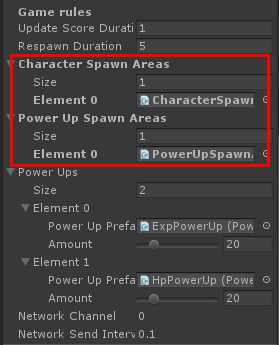 Game rules
Update Score Durati 1
Respawn Duration 5
Character Spawn Areas
Size 1
Element 0 CharacterSpawn
Power Up Spawn Areas
Size 1
Element 0 PowerUpSpawn
Power Ups
Size 2
Element 0
Power Up Prefa ExpPowerUp (Powe
Amount 20
Element 1
Power Up Prefa HpPowerUp (Powe
Amount 20
Network Channel 0
Network Send Interv 0.1